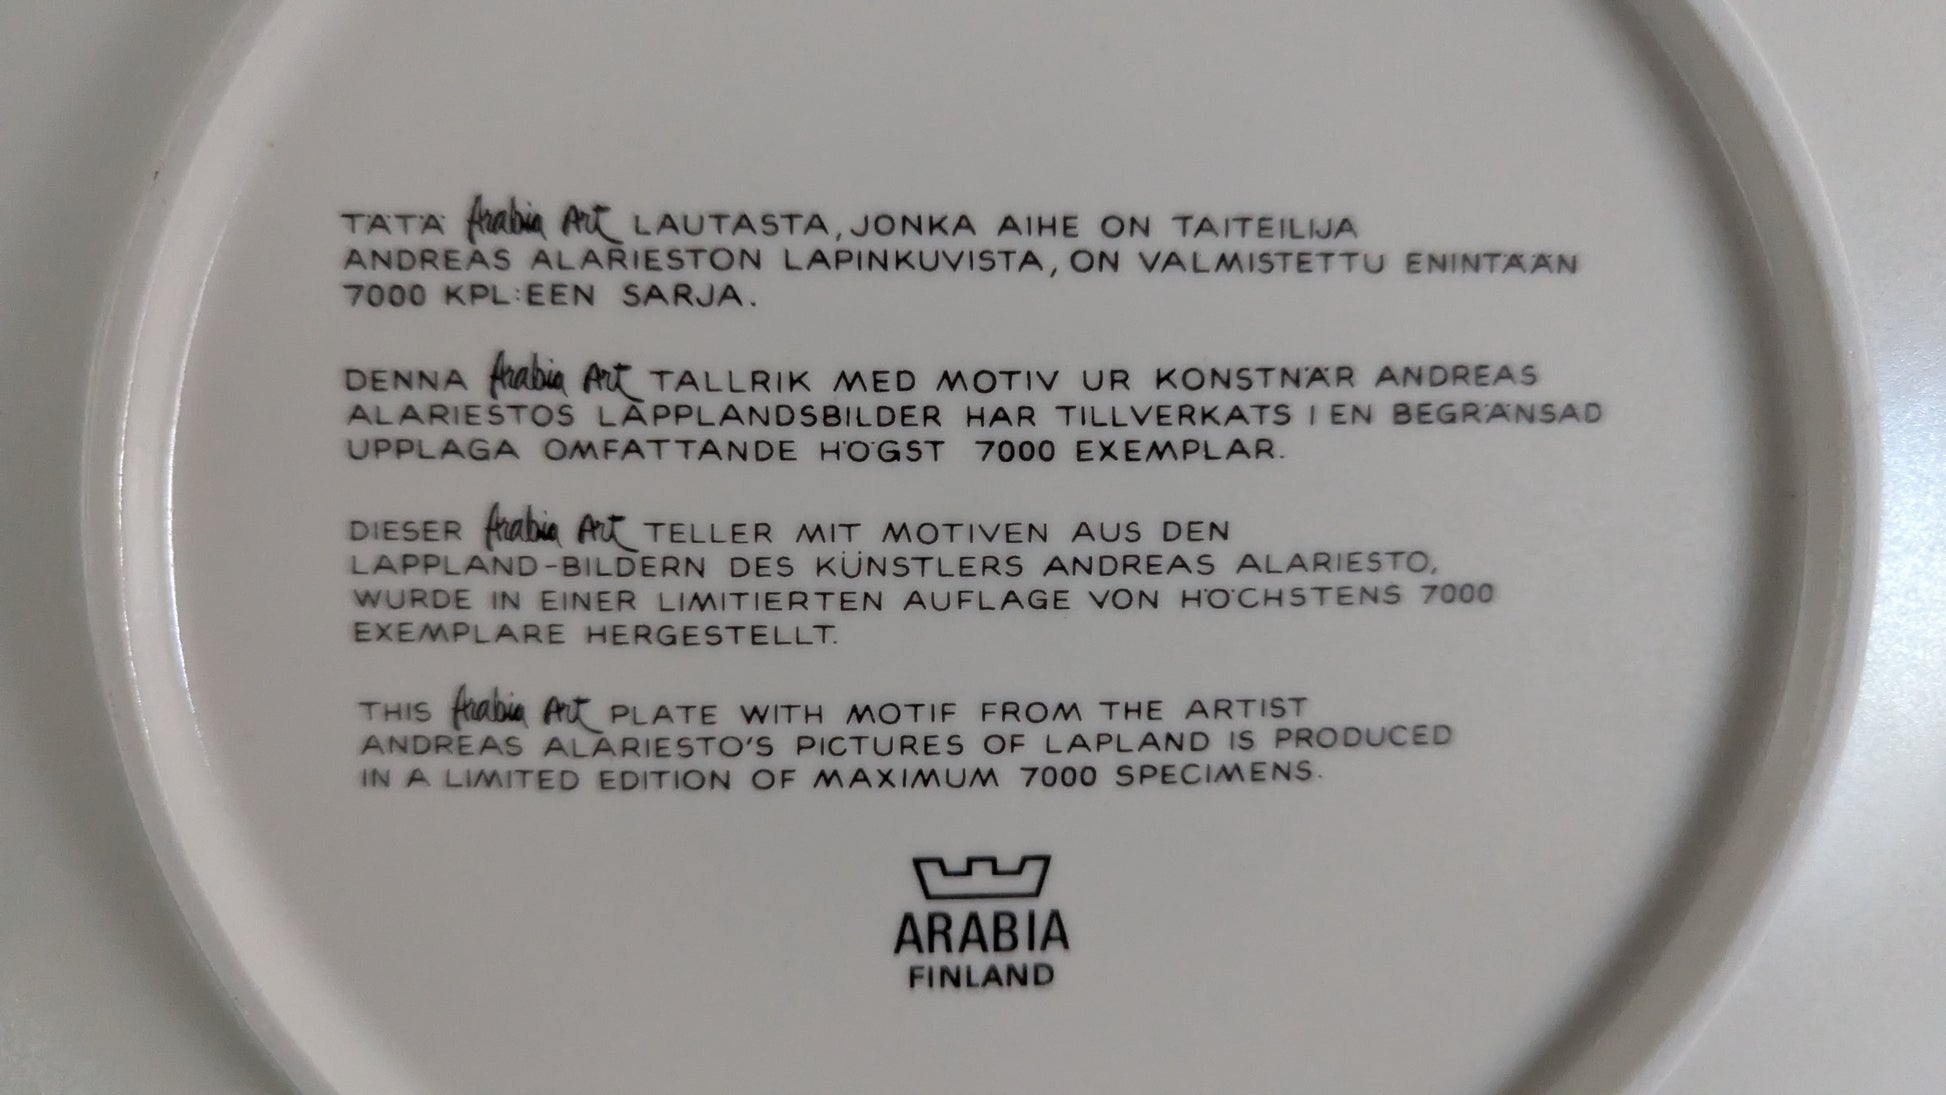 TÄTÄ Arabia Art LAUTASTA, JONKA AIHE ON TAITEILIJA
ANDREAS ALARIESTON LAPINKUVISTA, ON VALMISTETTU ENINTÄÄN
7000 KPL:EEN SARJA.
DENNA Arabia Art TALLRIK MED MOTIV UR KONSTNÄR ANDREAS
ALARIESTOS LAPPLANDSBILDER HAR TILLVERKATS I EN BEGRÄNSAD
UPPLAGA OMFATTANDE HÖGST 7000 EXEMPLAR.
DIESER Arabia Art TELLER MIT MOTIVEN AUS DEN
LAPPLAND-BILDERN DES KÜNSTLERS ANDREAS ALARIESTO,
WURDE IN EINER LIMITIERTEN AUFLAGE VON HÖCHSTENS 7000
EXEMPLARE HERGESTELLT.
THIS Arabia Art PLATE WITH MOTIF FROM THE ARTIST
ANDREAS ALARIESTO'S PICTURES OF LAPLAND IS PRODUCED
IN A LIMITED EDITION OF MAXIMUM 7000 SPECIMENS.
ARABIA
FINLAND